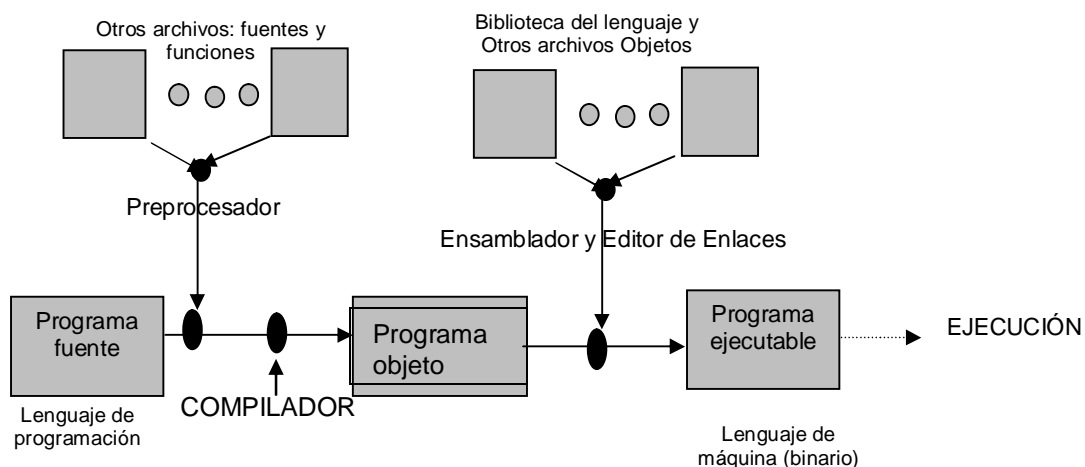 Otros archivos: fuentes y
funciones
Biblioteca del lenguaje y
Otros archivos Objetos
Preprocesador
Ensamblador y Editor de Enlaces
Programa
fuente
Programa
objeto
Programa
ejecutable
EJECUCIÓN
COMPILADOR
Lenguaje de
programación
Lenguaje de
máquina (binario)